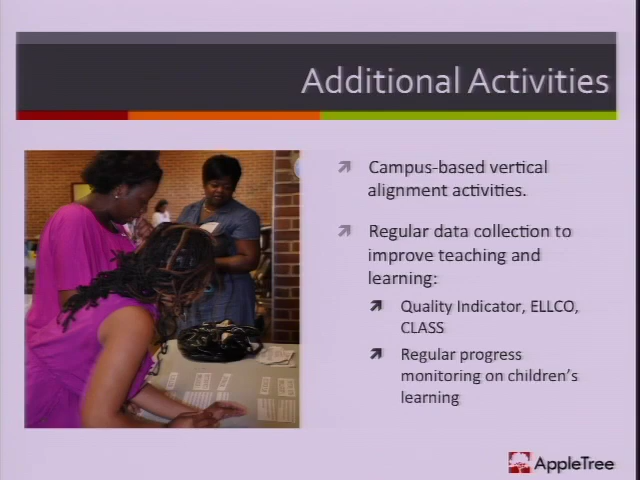 Additional Activities
Campus-based vertical
alignment activities.
Regular data collection to
improve teaching and
learning:
Quality Indicator, ELLCO,
CLASS
Regular progress
monitoring on children's
learning
AppleTree